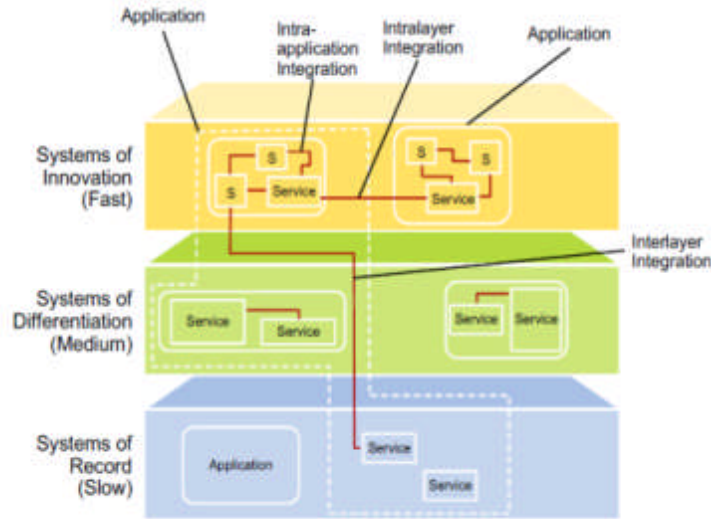 Application
Intra-
application
Integration
Intralayer
Integration
Application
Systems of
Innovation
(Fast)
S
S
Service
S
S
Service
Interlayer
Integration
Systems of
Differentiation
(Medium)
Service
Service
Service
Service
Systems of
Record
(Slow)
Application
Service
Service